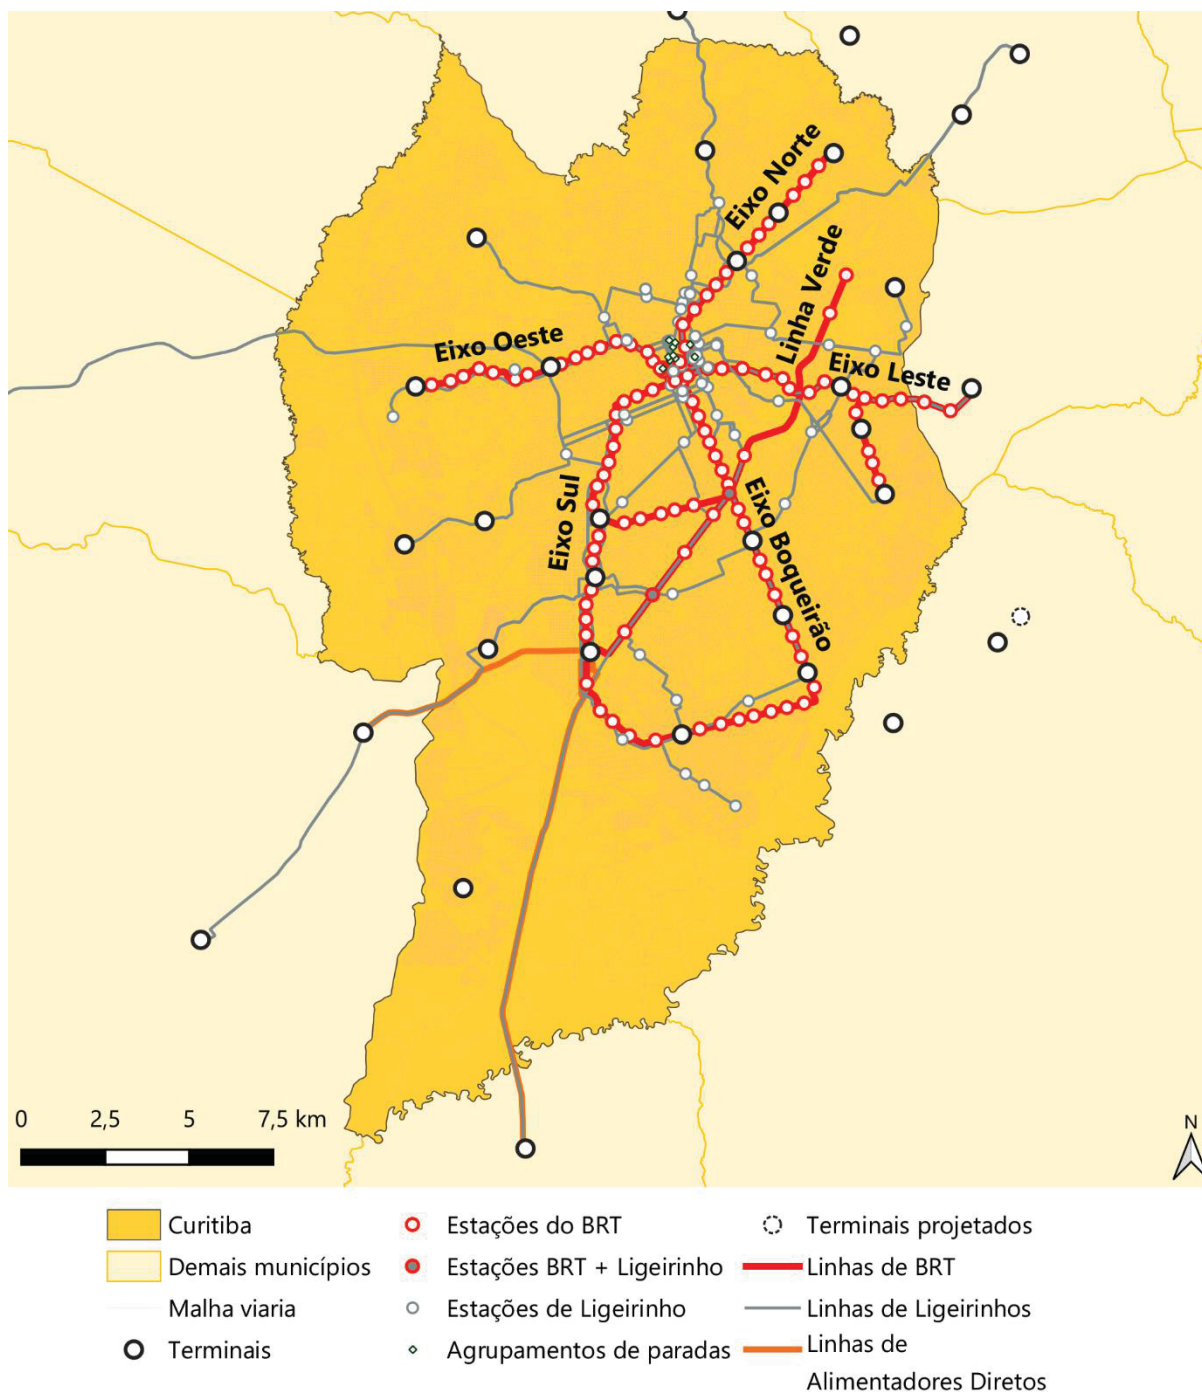 Eixo Norte
Linha Verde
Eixo Oeste
Eixo Leste
Eixo Sul
Eixo Boqueirão
0 2,5 5 7,5 km
N
Curitiba
Demais municípios
Malha viaria
Terminais
Estações do BRT
Estações BRT + Ligeirinho
Estações de Ligeirinho
Agrupamentos de paradas
Terminais projetados
Linhas de BRT
Linhas de Ligeirinhos
Linhas de
Alimentadores Diretos